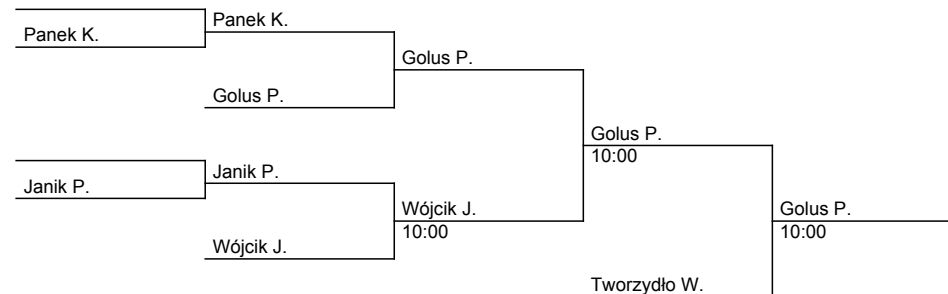 Panek K.
Panek K.
Golus P.
Golus P.
Golus P.
10:00
Janik P.
Janik P.
Wójcik J.
10:00
Wójcik J.
Golus P.
10:00
Tworzydło W.